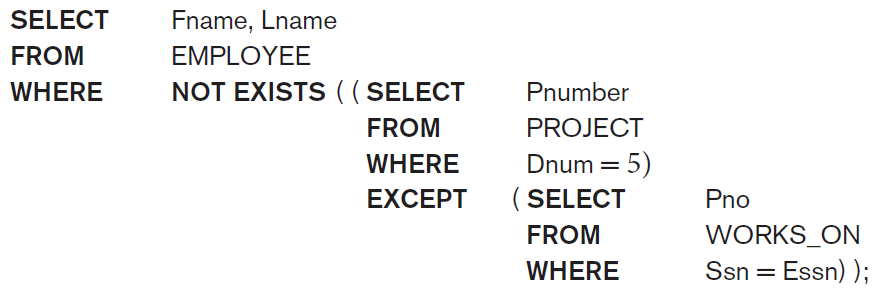 SELECT Fname, Lname
FROM EMPLOYEE
WHERE NOT EXISTS ( ( SELECT Pnumber
FROM PROJECT
WHERE Dnum = 5)
EXCEPT ( SELECT Pno
FROM WORKS_ON
WHERE Ssn = Essn) );